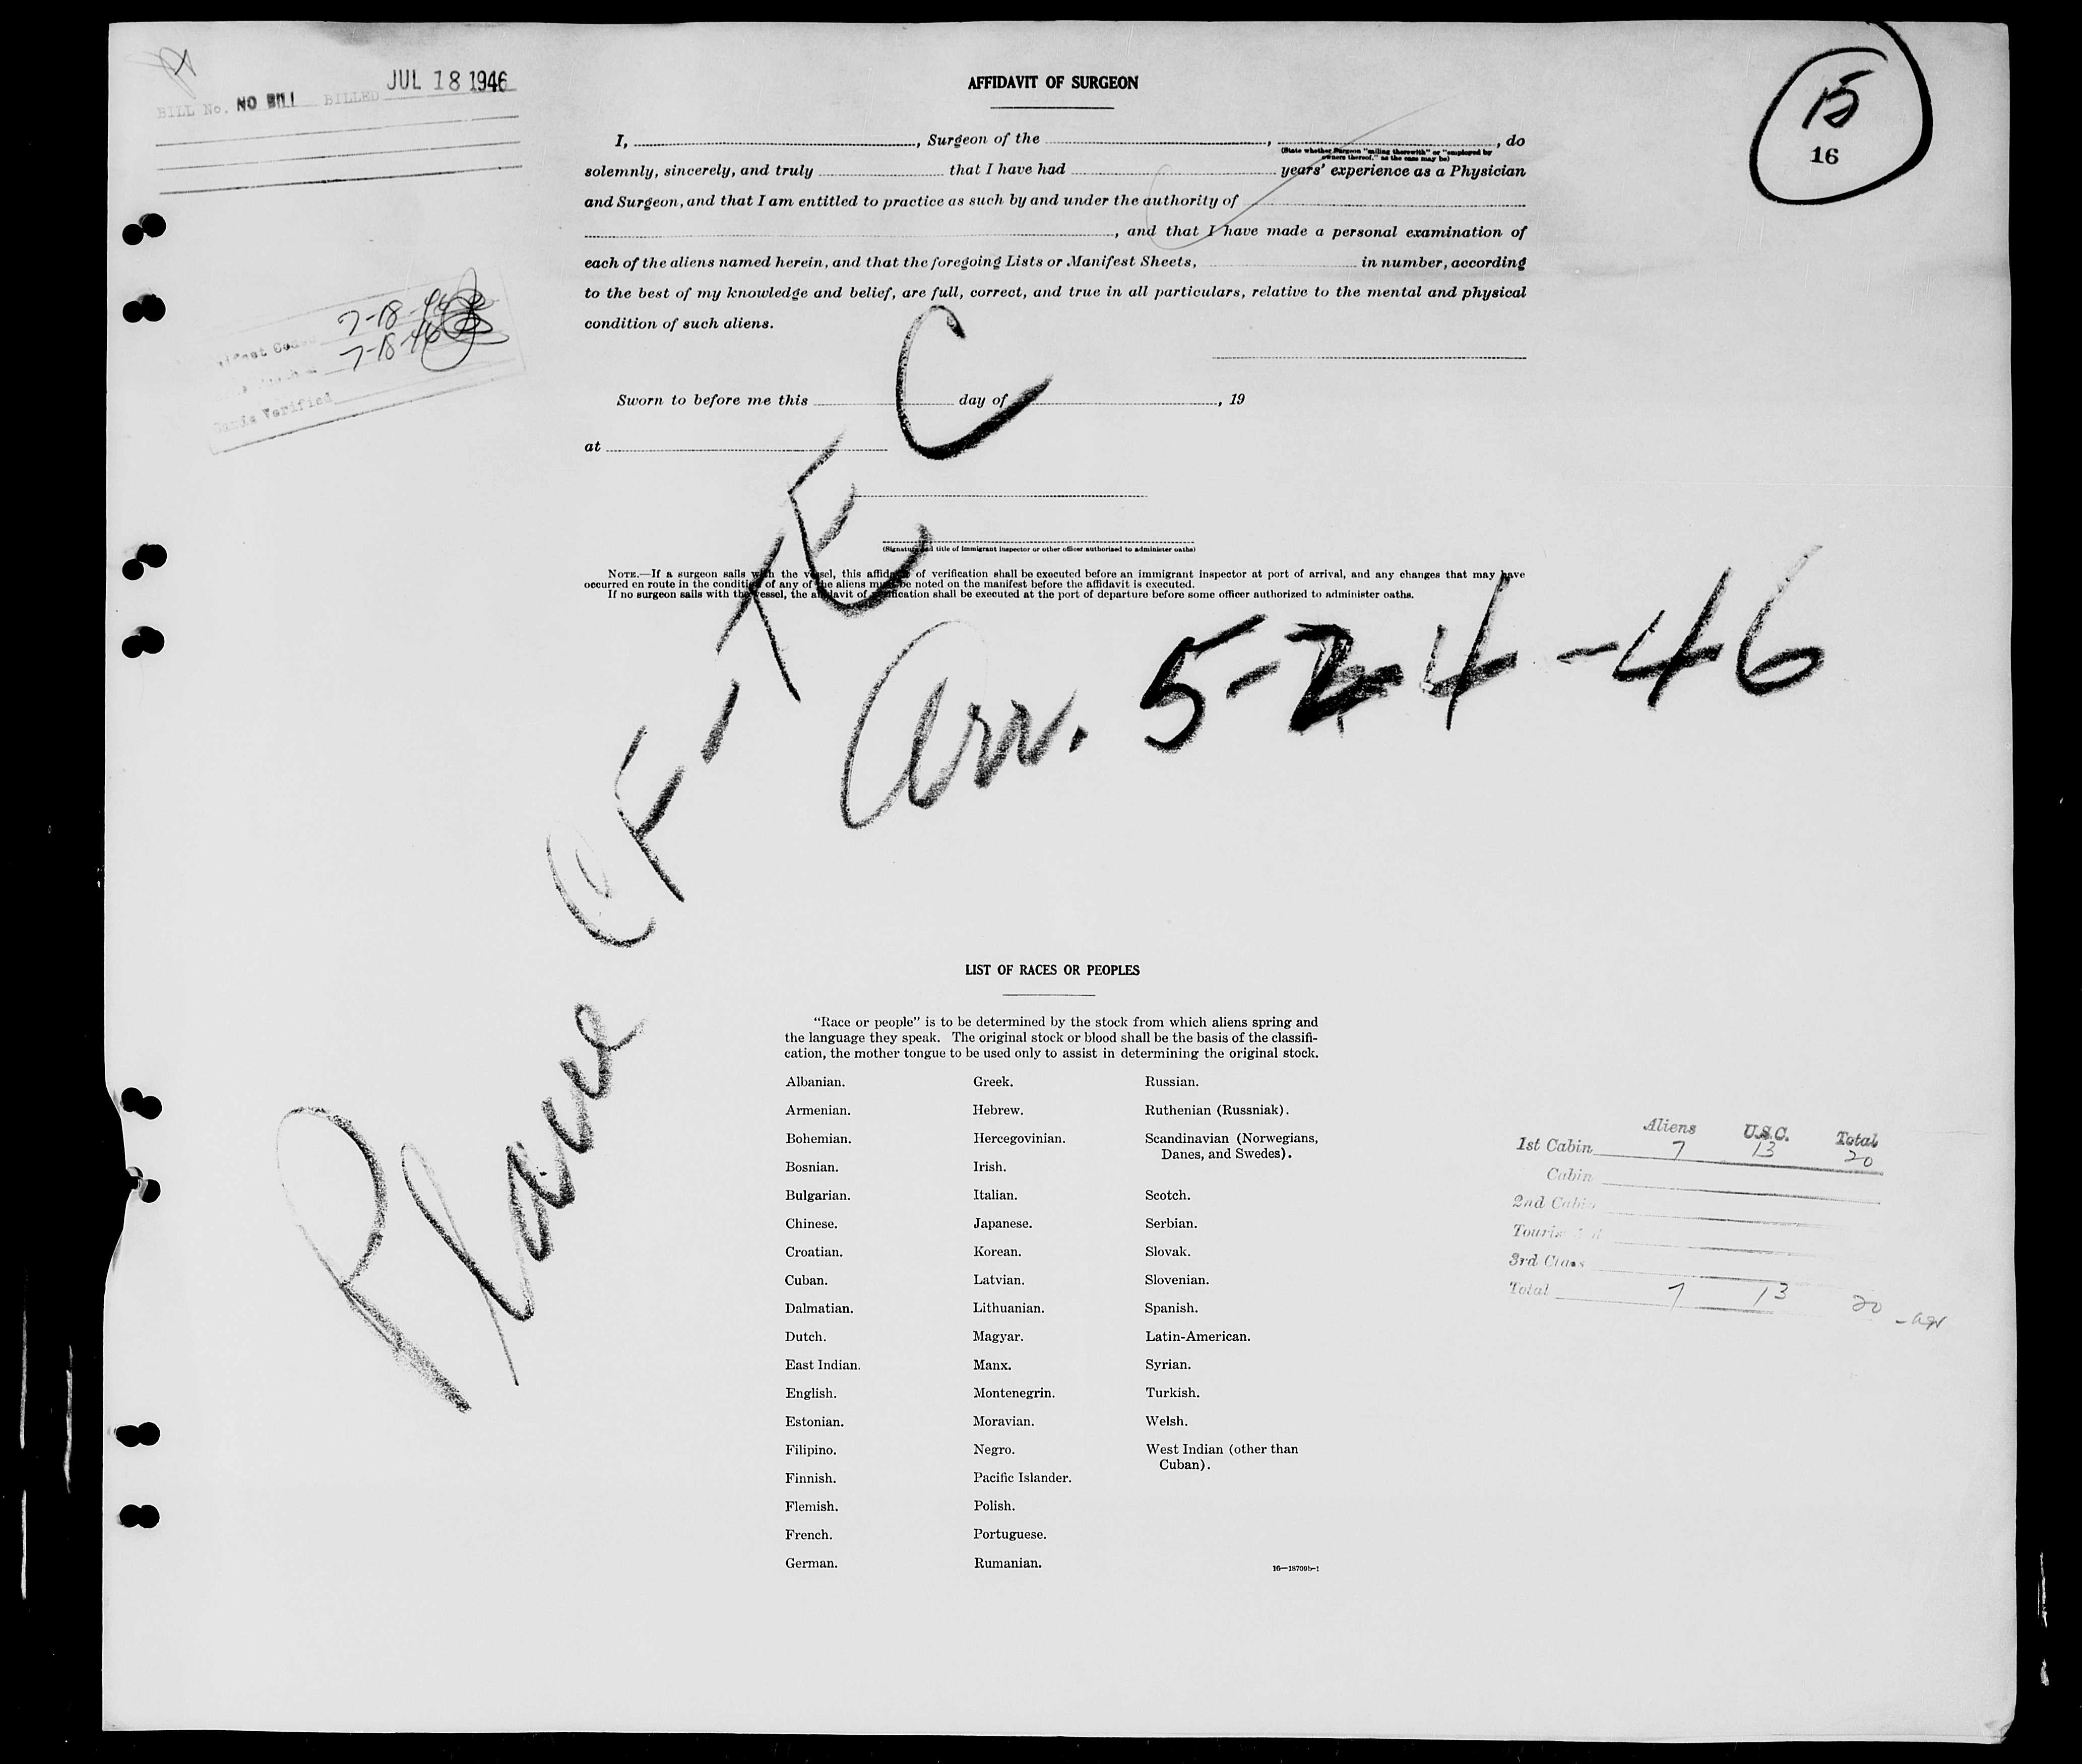 JUL 18 1946
BILL No. NO BILL BILLED
AFFIDAVIT OF SURGEON
15
16
I, , Surgeon of the , , do
(State whether Surgeon "sailing therewith" or "employed by
owners thereof," as the case may be)
solemnly, sincerely, and truly that I have had years' experience as a Physician
and Surgeon, and that I am entitled to practice as such by and under the authority of
, and that I have made a personal examination of
each of the aliens named herein, and that the foregoing Lists or Manifest Sheets, in number, according
to the best of my knowledge and belief, are full, correct, and true in all particulars, relative to the mental and physical
condition of such aliens.
7-18-46
7-18-46
Verified
Sworn to before me this day of , 19
at
(Signature and title of immigrant inspector or other officer authorized to administer oaths)
NOTE.—If a surgeon sails with the vessel, this affidavit of verification shall be executed before an immigrant inspector at port of arrival, and any changes that may have
occurred en route in the condition of any of the aliens must be noted on the manifest before the affidavit is executed.
If no surgeon sails with the vessel, the affidavit of verification shall be executed at the port of departure before some officer authorized to administer oaths.
Plane CF-TEC
Arr. 5-24-46
LIST OF RACES OR PEOPLES
"Race or people" is to be determined by the stock from which aliens spring and
the language they speak. The original stock or blood shall be the basis of the classifi-
cation, the mother tongue to be used only to assist in determining the original stock.
Albanian.
Armenian.
Bohemian.
Bosnian.
Bulgarian.
Chinese.
Croatian.
Cuban.
Dalmatian.
Dutch.
East Indian.
English.
Estonian.
Filipino.
Finnish.
Flemish.
French.
German.
Greek.
Hebrew.
Hercegovinian.
Irish.
Italian.
Japanese.
Korean.
Latvian.
Lithuanian.
Magyar.
Manx.
Montenegrin.
Moravian.
Negro.
Pacific Islander.
Polish.
Portuguese.
Rumanian.
Russian.
Ruthenian (Russniak).
Scandinavian (Norwegians,
Danes, and Swedes).
Scotch.
Serbian.
Slovak.
Slovenian.
Spanish.
Latin-American.
Syrian.
Turkish.
Welsh.
West Indian (other than
Cuban).
16—18709b-1
Aliens U.S.C. Total
1st Cabin 7 13 20
Cabin
2nd Cabin
3rd Class
Total 7 13 20